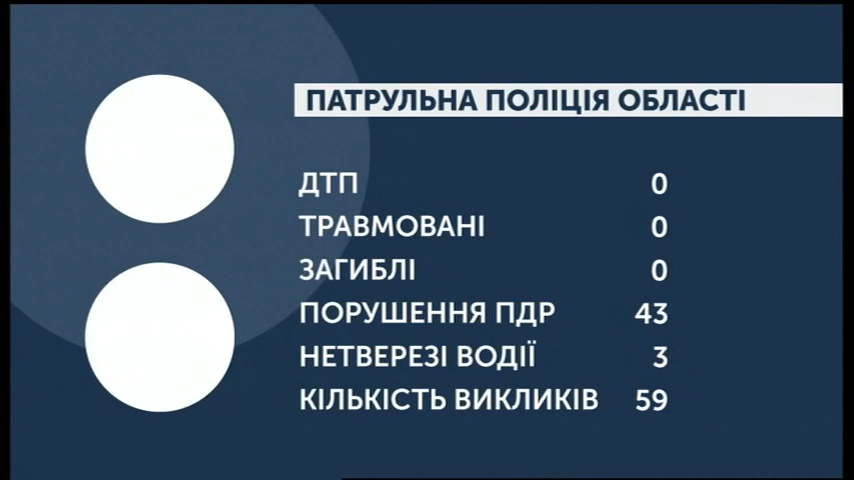 ПАТРУЛЬНА ПОЛІЦІЯ ОБЛАСТІ
ДТП 0
ТРАВМОВАНІ 0
ЗАГИБЛІ 0
ПОРУШЕННЯ ПДР 43
НЕТВЕРЕЗІ ВОДІЇ 3
КІЛЬКІСТЬ ВИКЛИКІВ 59